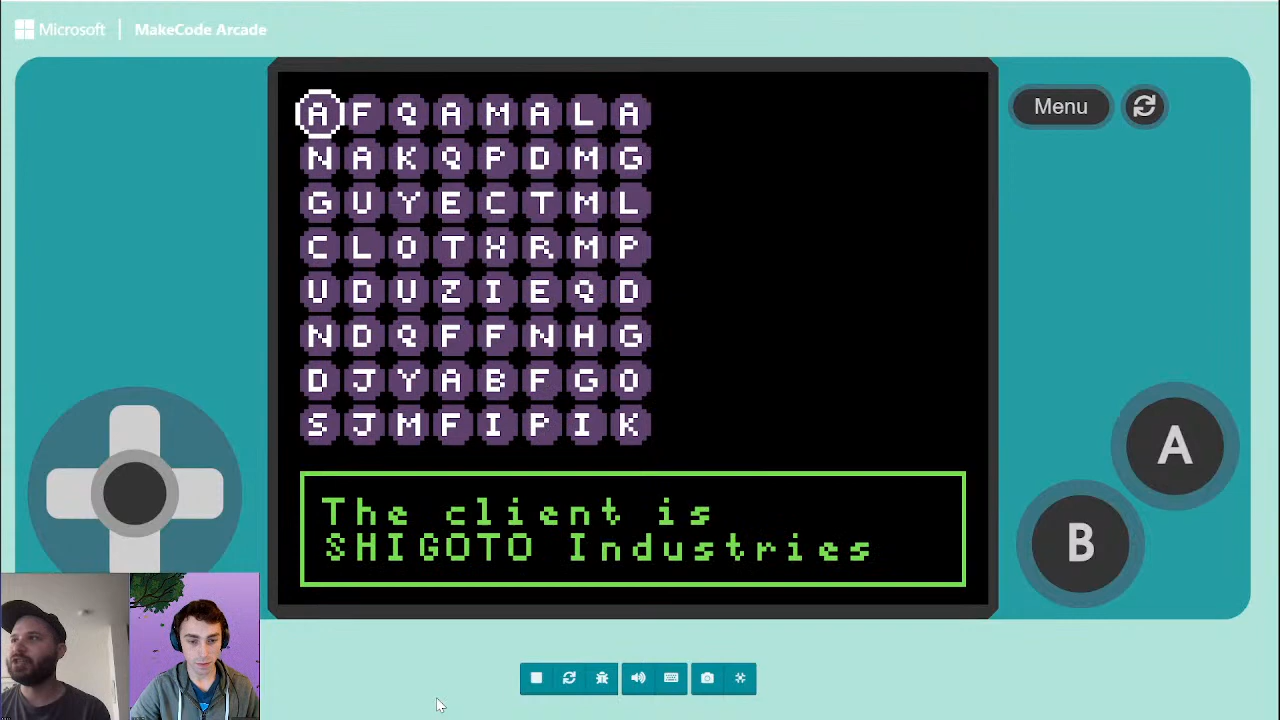 Microsoft | MakeCode Arcade
Menu
A F Q A M A L A
N A K Q P D M G
G U Y E C T M L
C L O T X R M P
U D U Z I E Q D
N D Q F F N H G
D J Y A B F G O
S J M F I P I K
The client is
SHIGOTO Industries
A
B